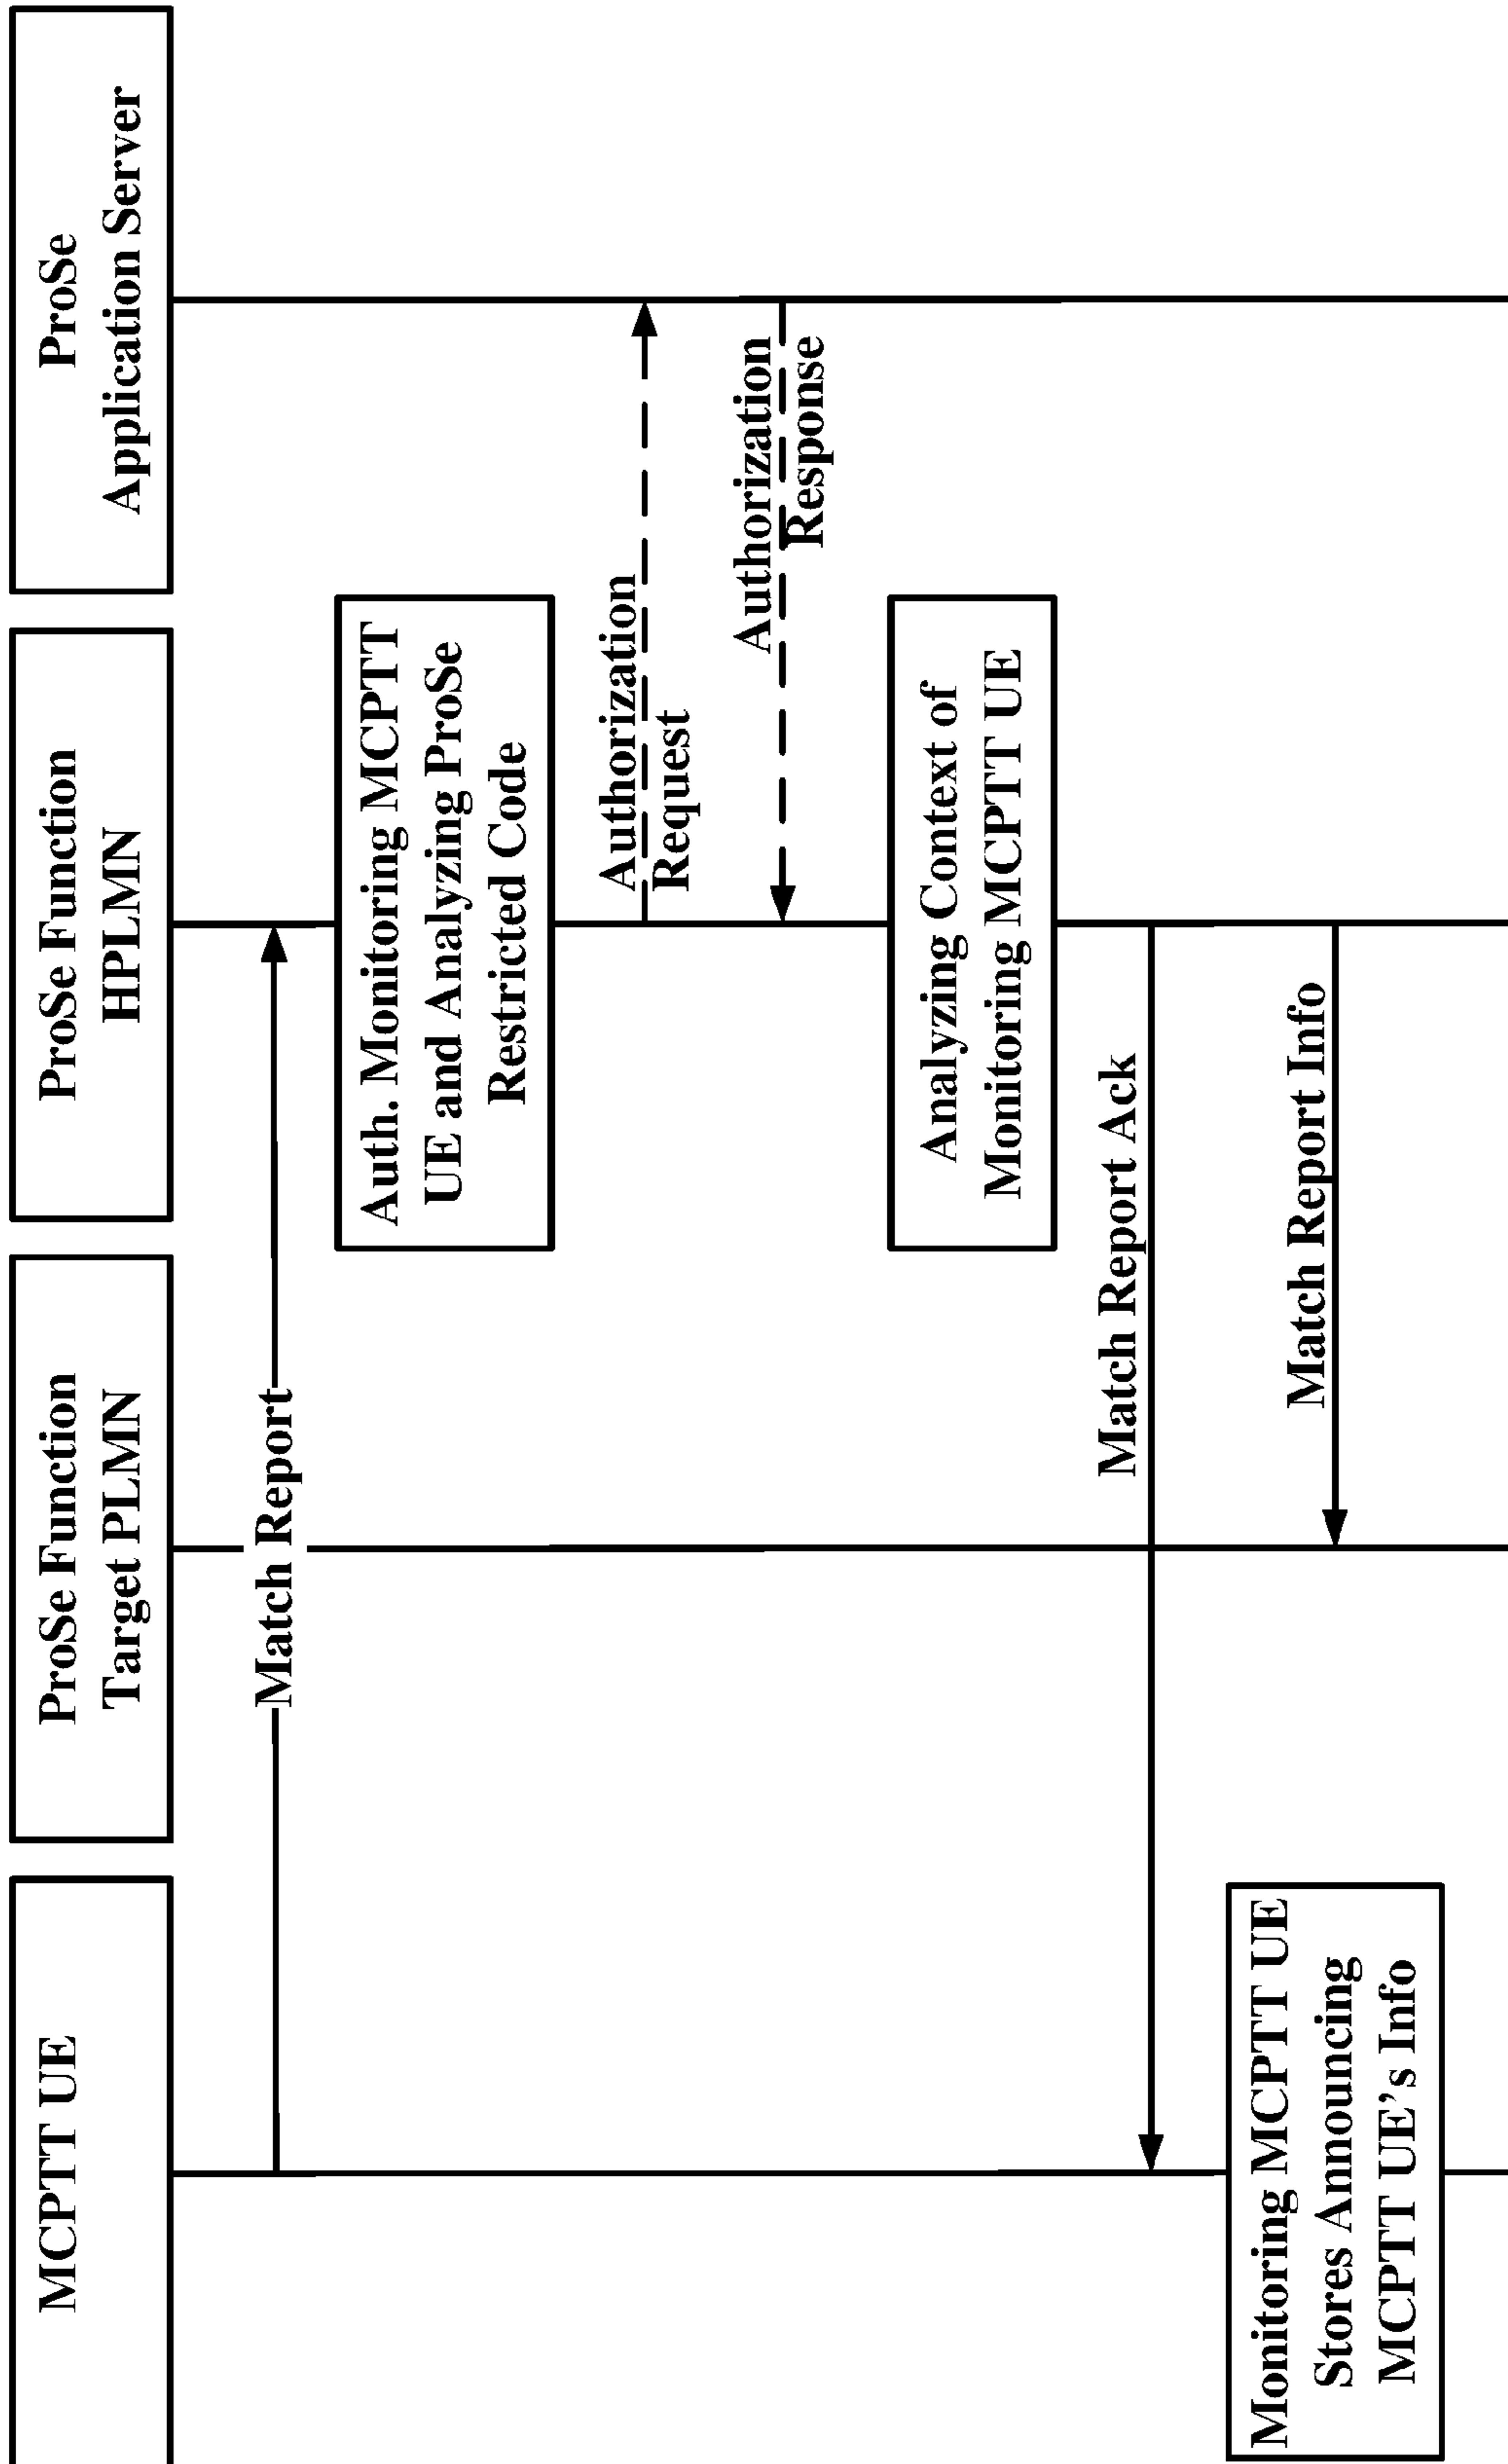 MCPTT UE
ProSe Function
Target PLMN
ProSe Function
HPLMN
ProSe
Application Server
Match Report
Auth. Monitoring MCPTT
UE and Analyzing ProSe
Restricted Code
Authorization
Request
Authorization
Response
Analyzing Context of
Monitoring MCPTT UE
Match Report Ack
Monitoring MCPTT UE
Stores Announcing
MCPTT UE's Info
Match Report Info